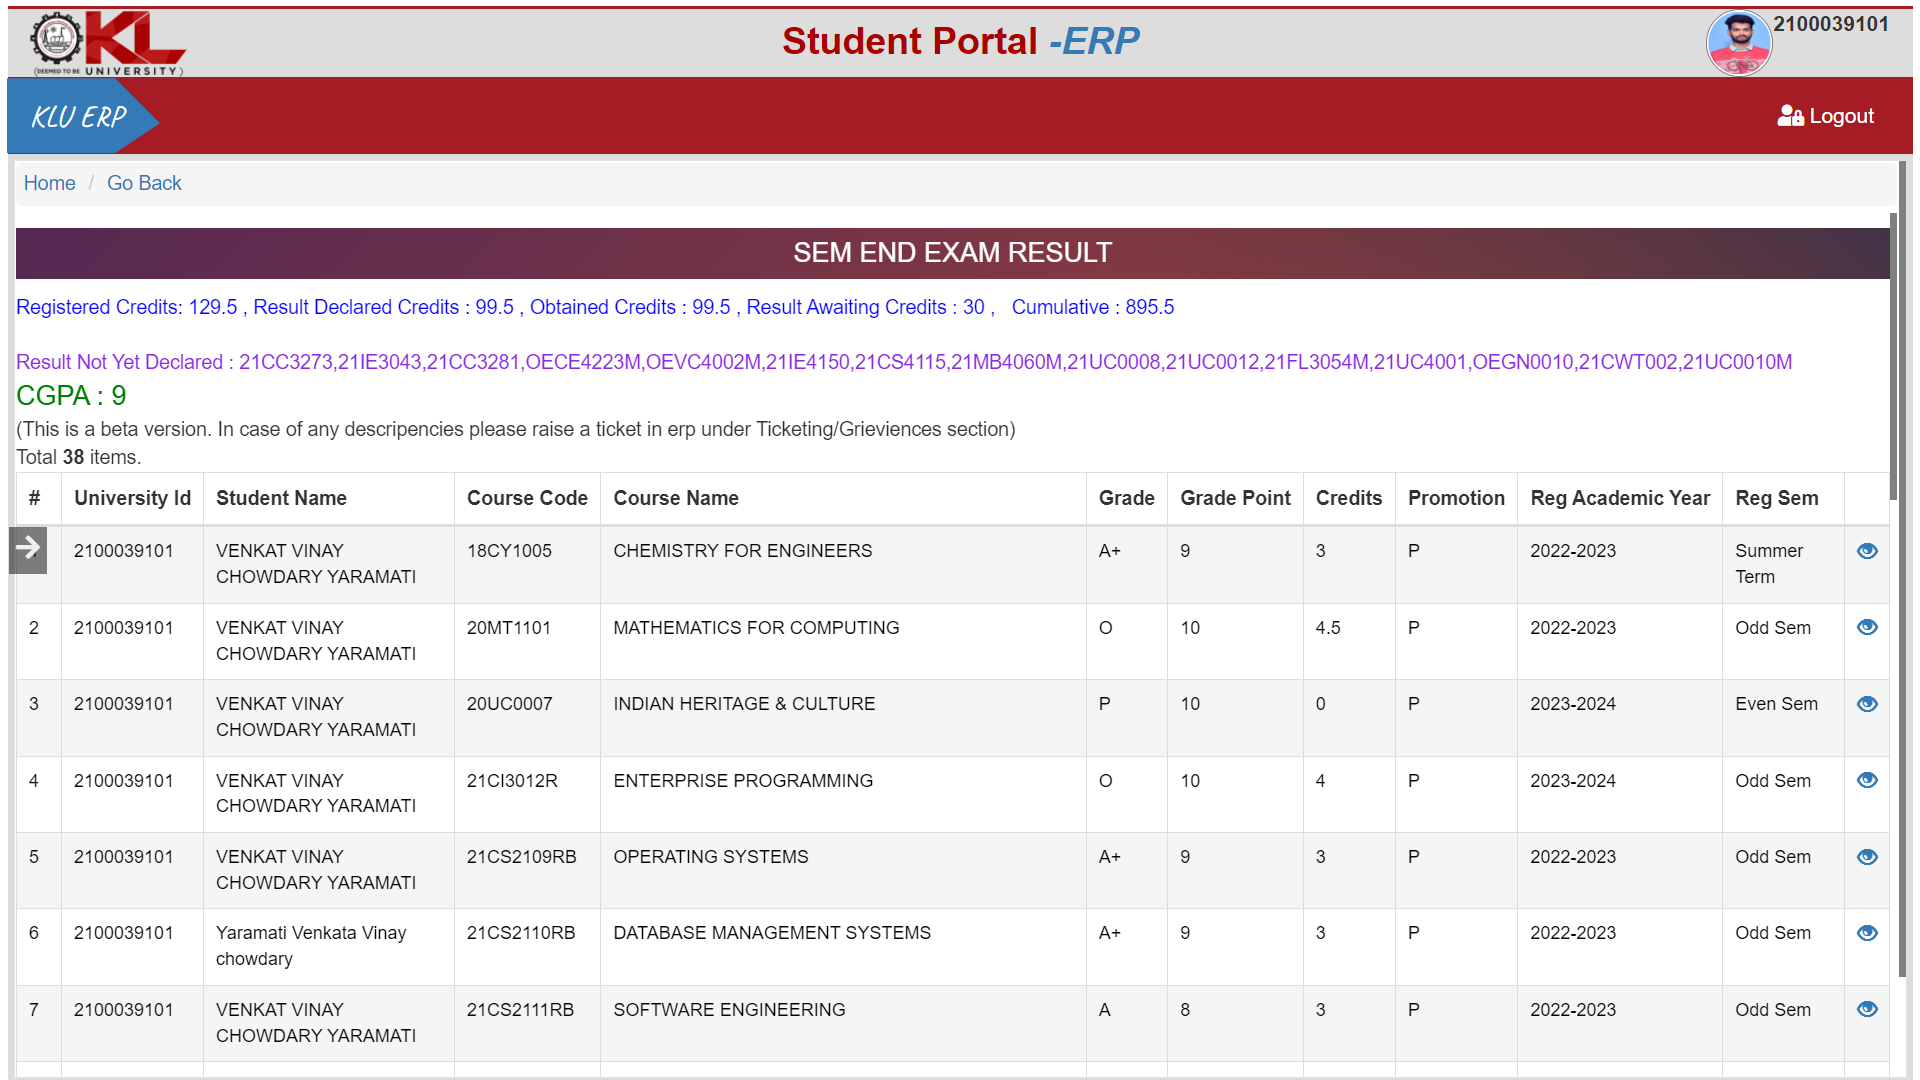 KL
(DEEMED TO BE UNIVERSITY)
Student Portal -ERP
2100039101
KLU ERP
Logout
Home / Go Back
SEM END EXAM RESULT
Registered Credits: 129.5 , Result Declared Credits : 99.5 , Obtained Credits : 99.5 , Result Awaiting Credits : 30 , Cumulative : 895.5
Result Not Yet Declared : 21CC3273,21IE3043,21CC3281,OECE4223M,OEVC4002M,21IE4150,21CS4115,21MB4060M,21UC0008,21UC0012,21FL3054M,21UC4001,OEGN0010,21CWT002,21UC0010M
CGPA : 9
(This is a beta version. In case of any descripencies please raise a ticket in erp under Ticketing/Grieviences section)
Total 38 items.
# University Id Student Name Course Code Course Name Grade Grade Point Credits Promotion Reg Academic Year Reg Sem
2100039101 VENKAT VINAY 18CY1005 CHEMISTRY FOR ENGINEERS A+ 9 3 P 2022-2023 Summer
CHOWDARY YARAMATI Term
2 2100039101 VENKAT VINAY 20MT1101 MATHEMATICS FOR COMPUTING O 10 4.5 P 2022-2023 Odd Sem
CHOWDARY YARAMATI
3 2100039101 VENKAT VINAY 20UC0007 INDIAN HERITAGE & CULTURE P 10 0 P 2023-2024 Even Sem
CHOWDARY YARAMATI
4 2100039101 VENKAT VINAY 21CI3012R ENTERPRISE PROGRAMMING O 10 4 P 2023-2024 Odd Sem
CHOWDARY YARAMATI
5 2100039101 VENKAT VINAY 21CS2109RB OPERATING SYSTEMS A+ 9 3 P 2022-2023 Odd Sem
CHOWDARY YARAMATI
6 2100039101 Yaramati Venkata Vinay 21CS2110RB DATABASE MANAGEMENT SYSTEMS A+ 9 3 P 2022-2023 Odd Sem
chowdary
7 2100039101 VENKAT VINAY 21CS2111RB SOFTWARE ENGINEERING A 8 3 P 2022-2023 Odd Sem
CHOWDARY YARAMATI